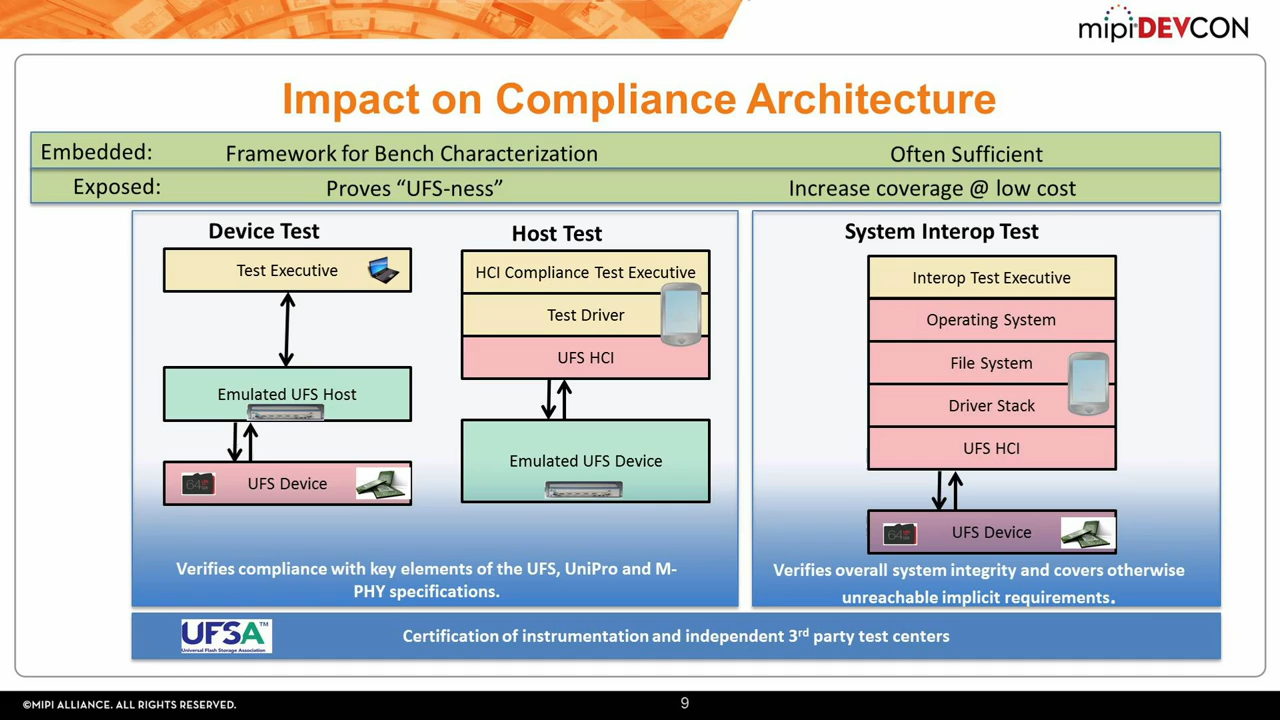 mipi DEVCON
Impact on Compliance Architecture
Embedded: Framework for Bench Characterization Often Sufficient
Exposed: Proves “UFS-ness” Increase coverage @ low cost
Device Test
Test Executive
Emulated UFS Host
64
UFS Device
Host Test
HCI Compliance Test Executive
Test Driver
UFS HCI
Emulated UFS Device
Verifies compliance with key elements of the UFS, UniPro and M-
PHY specifications.
System Interop Test
Interop Test Executive
Operating System
File System
Driver Stack
UFS HCI
64
UFS Device
Verifies overall system integrity and covers otherwise
unreachable implicit requirements.
UFSA™
Universal Flash Storage Association
Certification of instrumentation and independent 3rd party test centers
©MIPI ALLIANCE. ALL RIGHTS RESERVED.
9